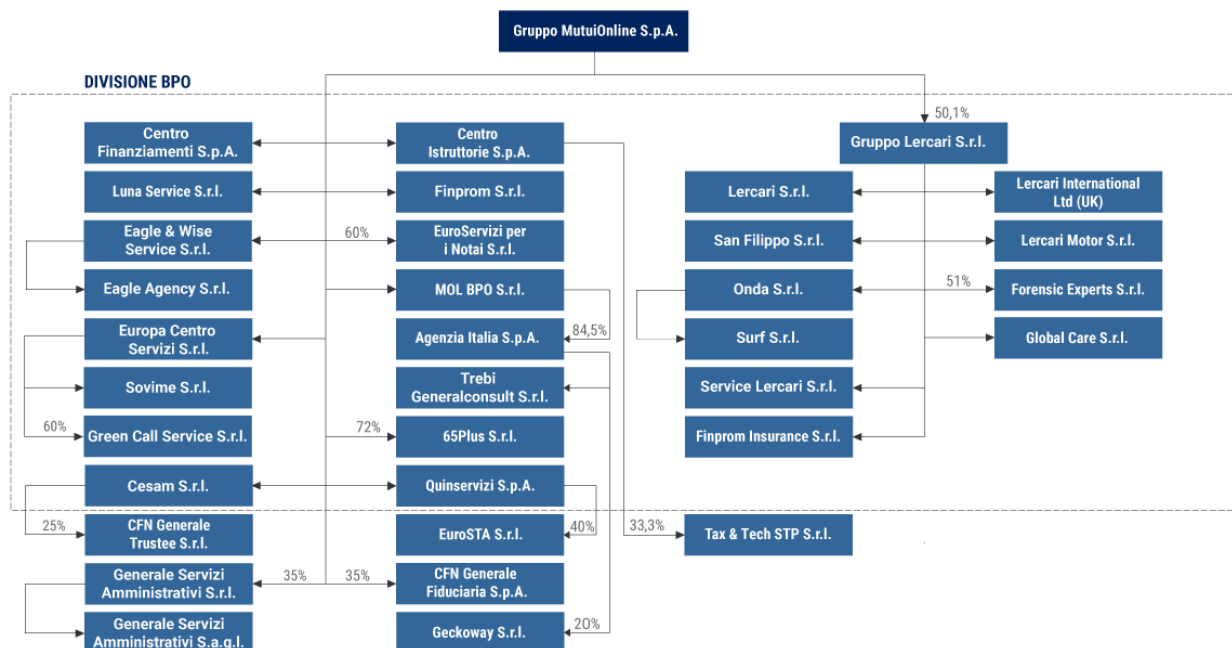 Gruppo MutuiOnline S.p.A.
DIVISIONE BPO
50,1%
Centro
Finanziamenti S.p.A.
Centro
Istruttorie S.p.A.
Gruppo Lercari S.r.l.
Luna Service S.r.l.
Finprom S.r.l.
Lercari S.r.l.
Lercari International
Ltd (UK)
Eagle & Wise
Service S.r.l.
60%
EuroServizi per
i Notai S.r.l.
San Filippo S.r.l.
Lercari Motor S.r.l.
Eagle Agency S.r.l.
MOL BPO S.r.l.
Onda S.r.l.
51%
Forensic Experts S.r.l.
Europa Centro
Servizi S.r.l.
Agenzia Italia S.p.A.
84,5%
Surf S.r.l.
Global Care S.r.l.
Sovime S.r.l.
Trebi
Generalconsult S.r.l.
Service Lercari S.r.l.
60%
Green Call Service S.r.l.
72%
65Plus S.r.l.
Finprom Insurance S.r.l.
Cesam S.r.l.
Quinservizi S.p.A.
25%
CFN Generale
Trustee S.r.l.
EuroSTA S.r.l.
40%
33,3%
Tax & Tech STP S.r.l.
Generale Servizi
Amministrativi S.r.l.
35%
35%
CFN Generale
Fiduciaria S.p.A.
Generale Servizi
Amministrativi S.a.g.l.
Geckoway S.r.l.
20%